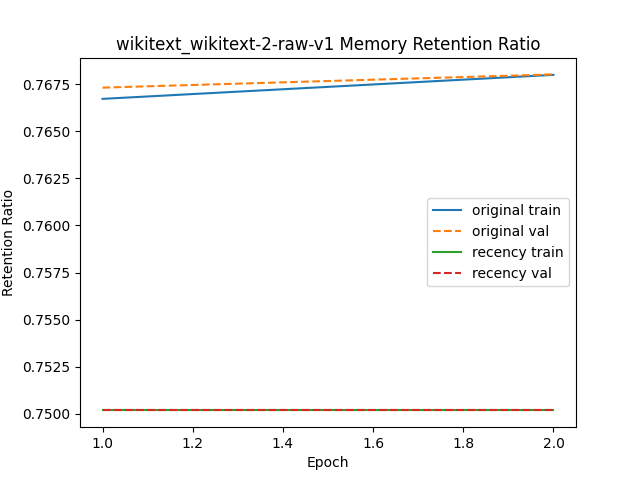 wikitext_wikitext-2-raw-v1 Memory Retention Ratio
Retention Ratio
0.7675
0.7650
0.7625
0.7600
0.7575
0.7550
0.7525
0.7500
original train
original val
recency train
recency val
1.0 1.2 1.4 1.6 1.8 2.0
Epoch